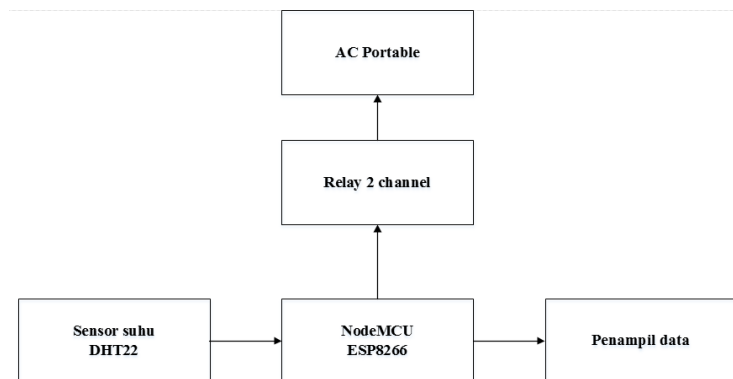 AC Portable
Relay 2 channel
Sensor suhu
DHT22
NodeMCU
ESP8266
Penampil data